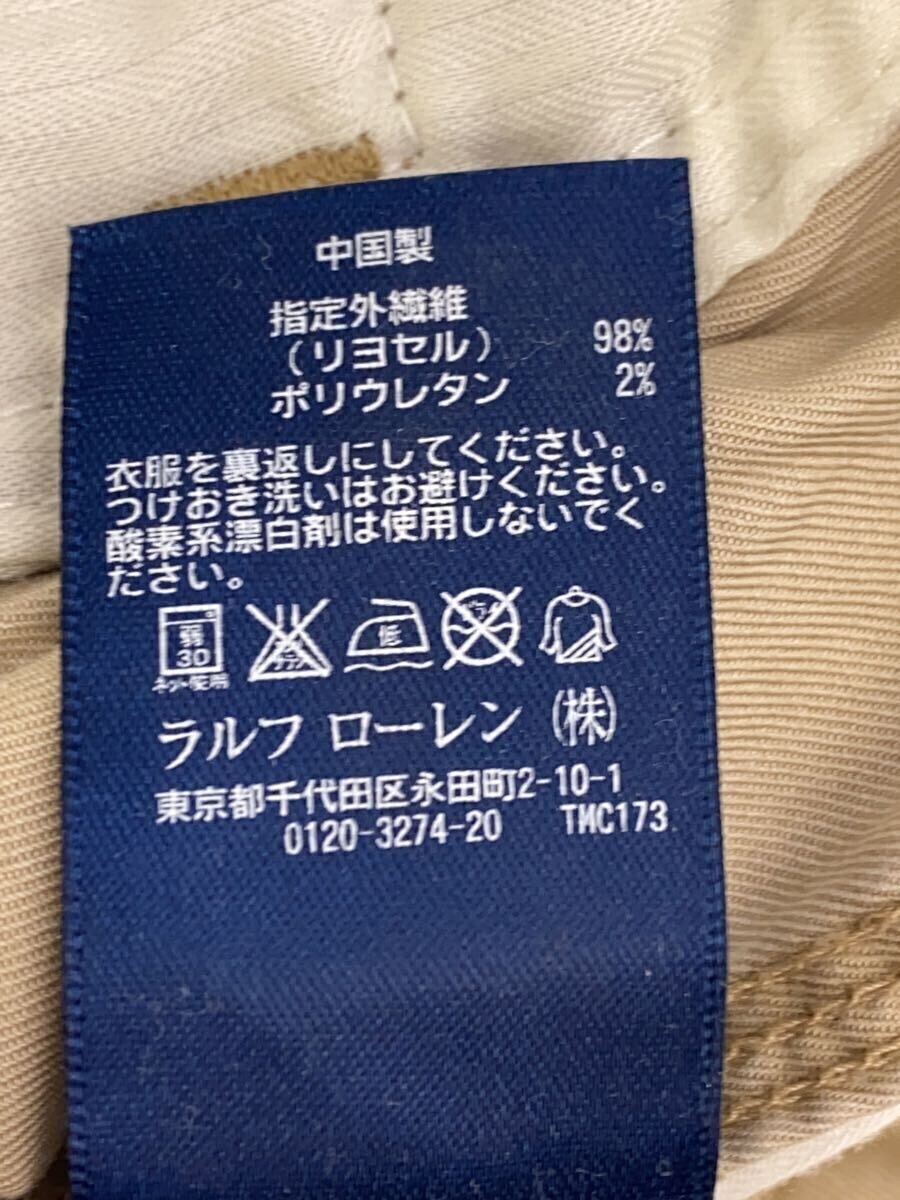 中国製
指定外繊維
(リヨセル) 98%
ポリウレタン 2%
衣服を裏返しにしてください。
つけおき洗いはお避けください。
酸素系漂白剤は使用しないでく
ださい。
弱 低
30
ネット使用
ラルフ ローレン (株)
東京都千代田区永田町2-10-1
0120-3274-20 TMC173